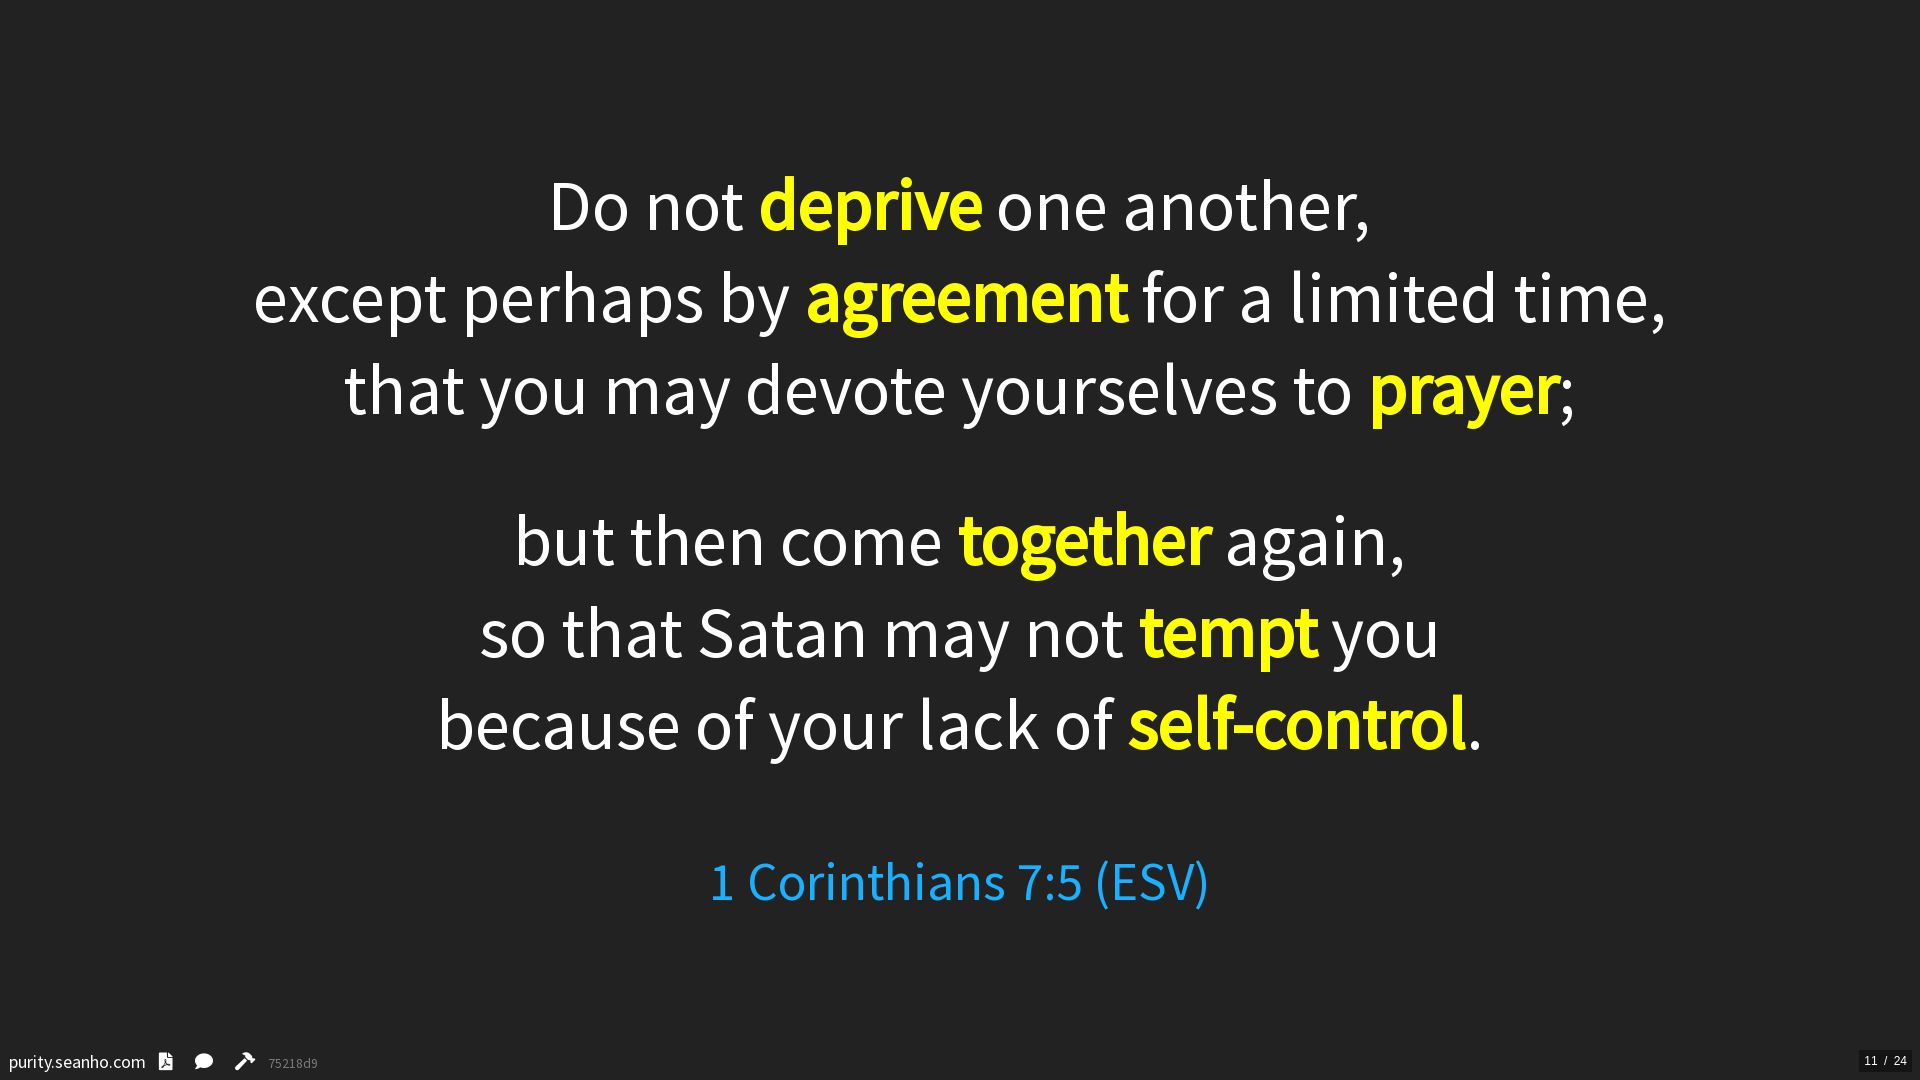 Do not deprive one another,
except perhaps by agreement for a limited time,
that you may devote yourselves to prayer;
but then come together again,
so that Satan may not tempt you
because of your lack of self-control.
1 Corinthians 7:5 (ESV)
purity.seanho.com 75218d9
11 / 24